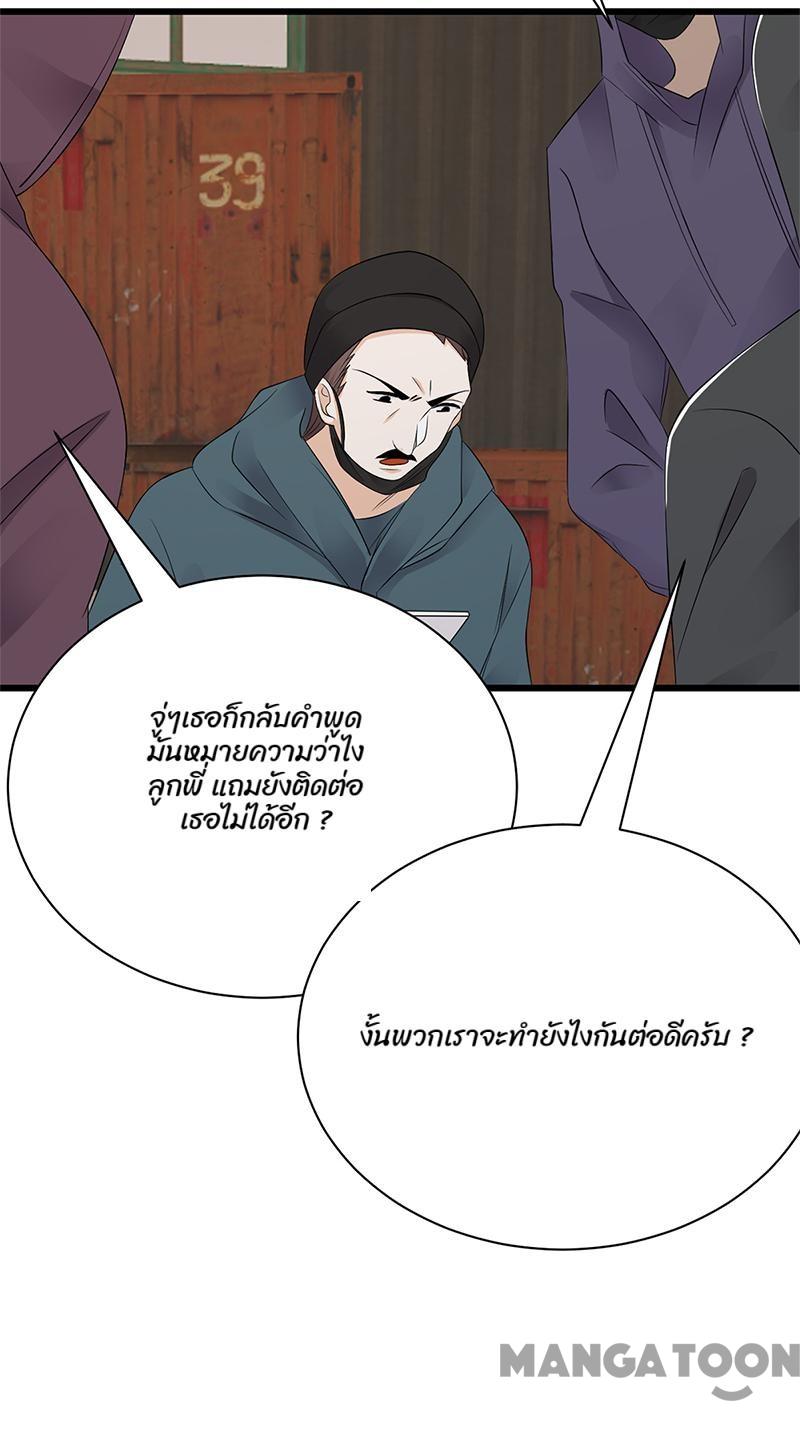 39
จู่ๆเธอก็กลับคำพูด
มันหมายความว่าไง
ลูกพี่ แถมยังติดต่อ
เธอไม่ได้อีก ?
งั้นพวกเราจะทำยังไงกันต่อดีครับ ?
MANGATOON